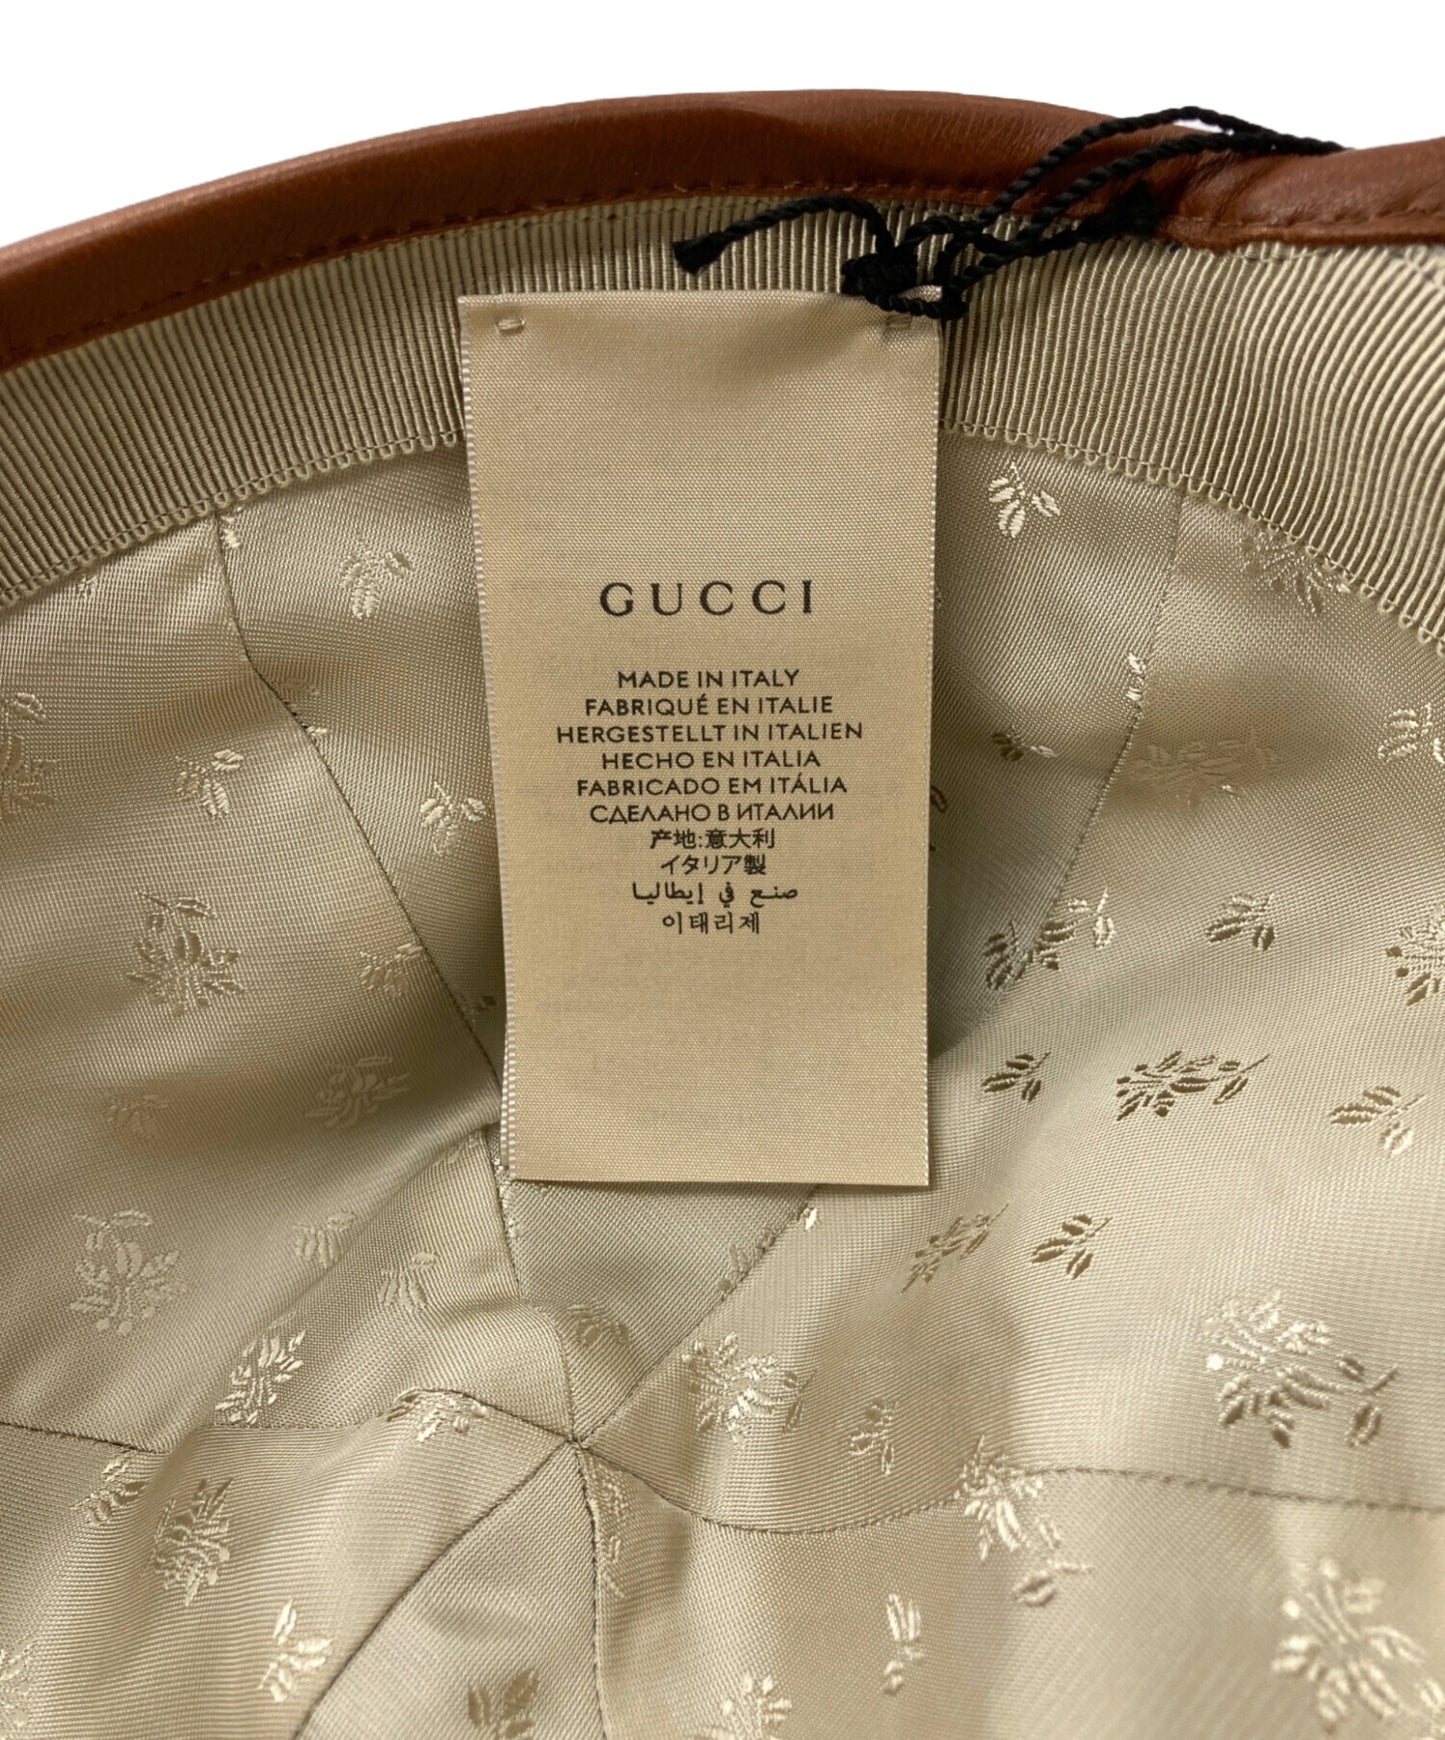 GUCCI
MADE IN ITALY
FABRIQUÉ EN ITALIE
HERGESTELLT IN ITALIEN
HECHO EN ITALIA
FABRICADO EM ITÁLIA
СДЕЛАНО В ИТАЛИИ
产地:意大利
イタリア製
صنع في إيطاليا
이태리제